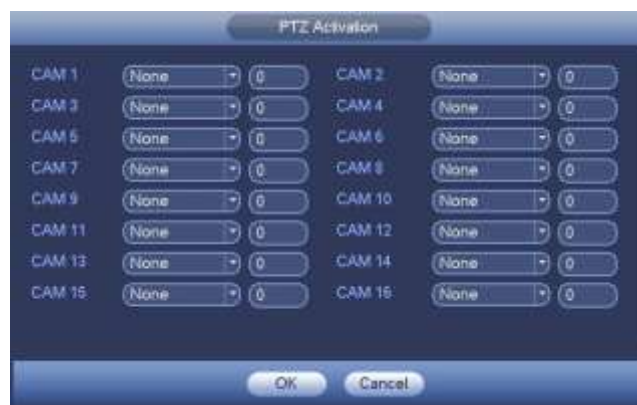 PTZ Activation
CAM 1 None 0 CAM 2 None 0
CAM 3 None 0 CAM 4 None 0
CAM 5 None 0 CAM 6 None 0
CAM 7 None 0 CAM 8 None 0
CAM 9 None 0 CAM 10 None 0
CAM 11 None 0 CAM 12 None 0
CAM 13 None 0 CAM 14 None 0
CAM 15 None 0 CAM 16 None 0
OK Cancel